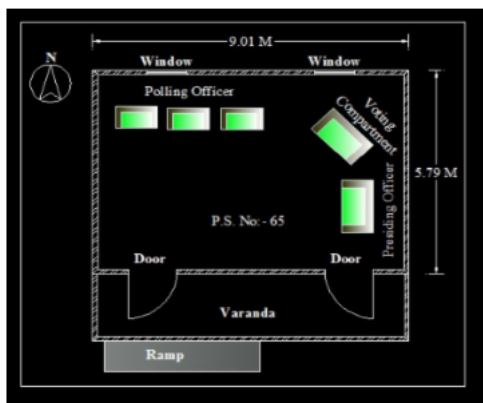 9.01 M
N
Window
Window
Polling Officer
Voting
Compartment
5.79 M
Presiding Officer
P.S. No:- 65
Door
Door
Varanda
Ramp